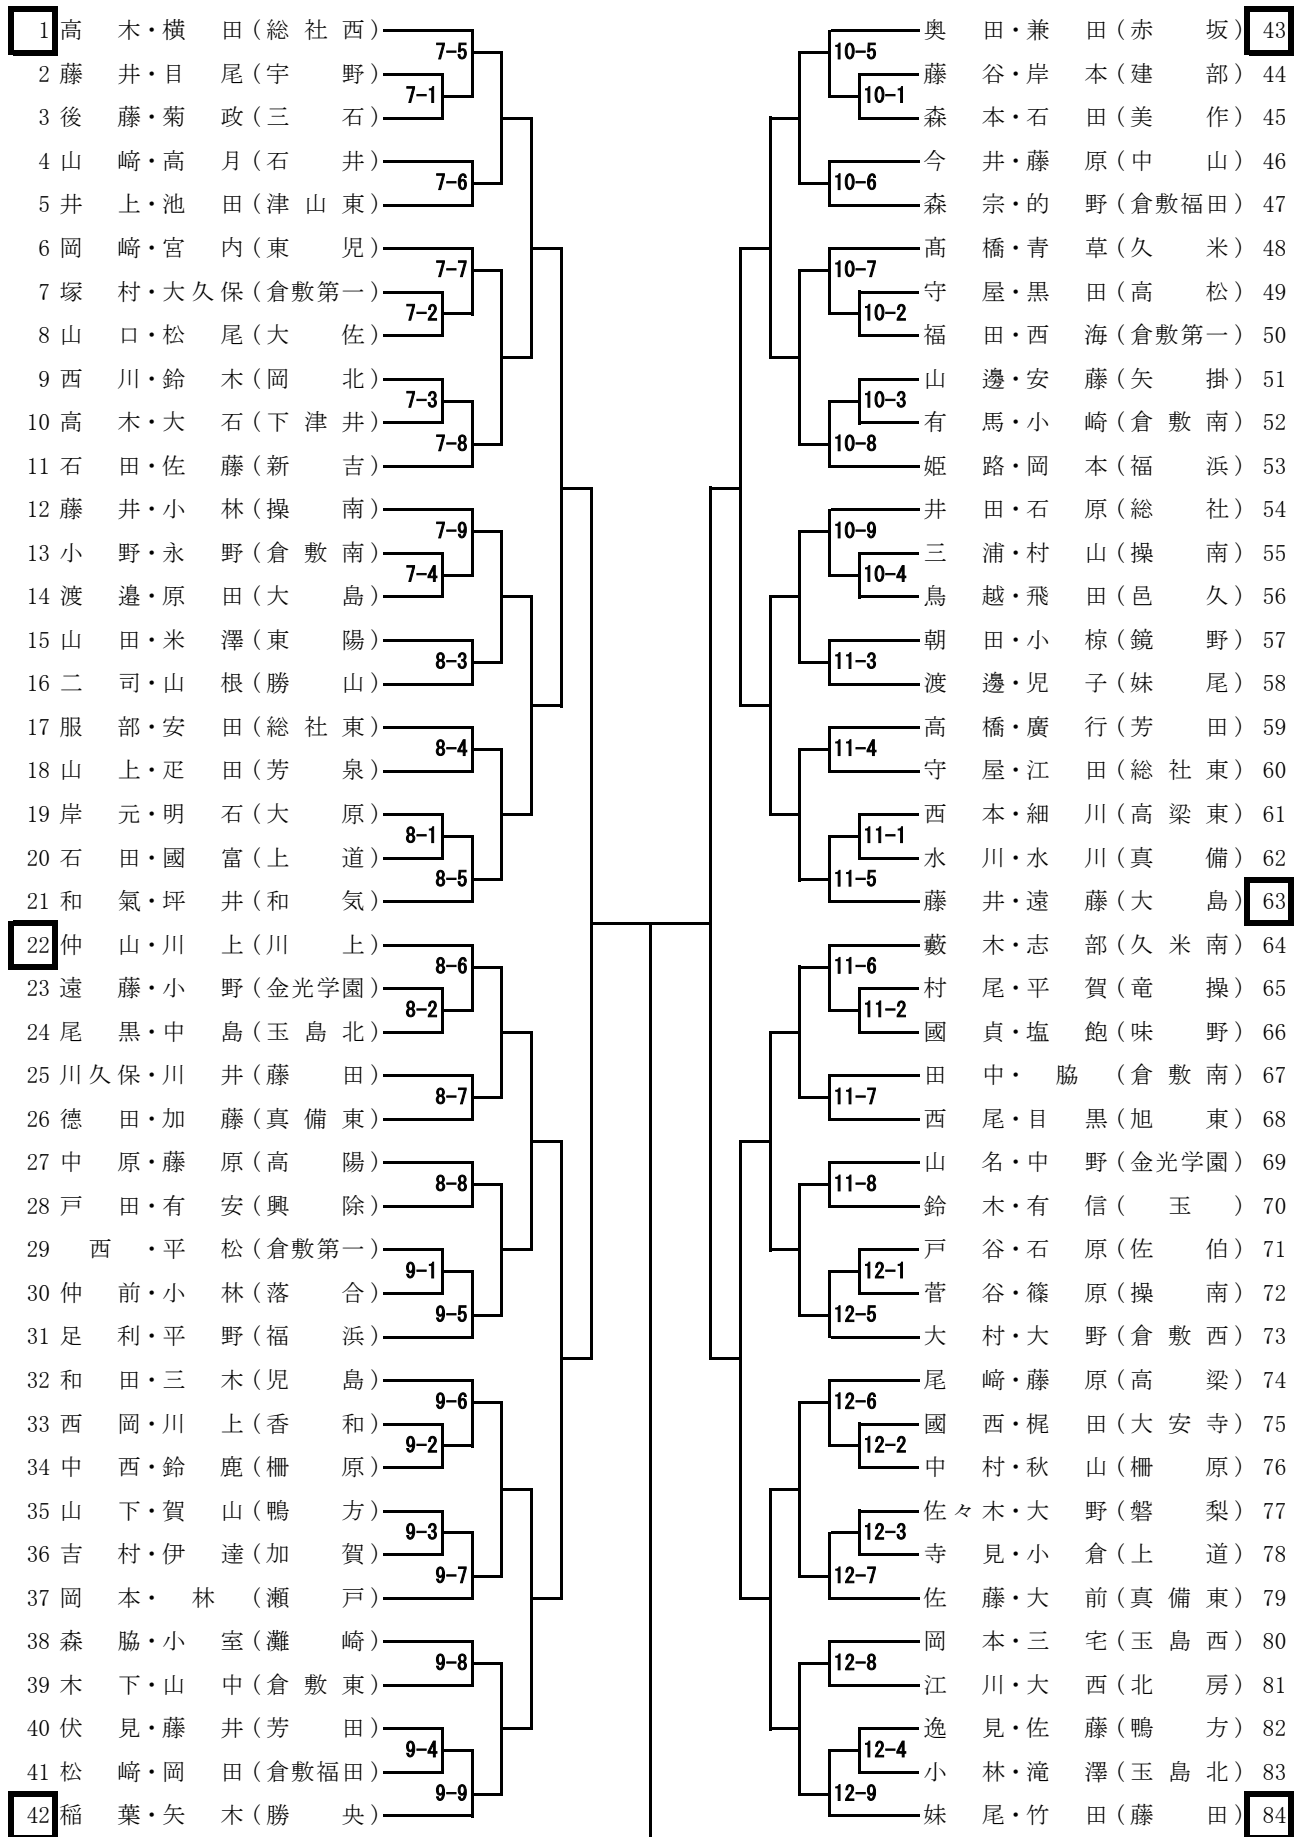 1 高木・横田(総社西)
7-5
2 藤井・目尾(宇野)
7-1
3 後藤・菊政(三石)
4 山﨑・高月(石井)
7-6
5 井上・池田(津山東)
6 岡﨑・宮内(東児)
7-7
7 塚村・大久保(倉敷第一)
7-2
8 山口・松尾(大佐)
9 西川・鈴木(岡北)
7-3
10 高木・大石(下津井)
7-8
11 石田・佐藤(新吉)
12 藤井・小林(操南)
7-9
13 小野・永野(倉敷南)
7-4
14 渡邉・原田(大島)
15 山田・米澤(東陽)
8-3
16 二司・山根(勝山)
17 服部・安田(総社東)
8-4
18 山上・疋田(芳泉)
19 岸元・明石(大原)
8-1
20 石田・國富(上道)
8-5
21 和氣・坪井(和気)
22 仲山・川上(川上)
8-6
23 遠藤・小野(金光学園)
8-2
24 尾黒・中島(玉島北)
25 川久保・川井(藤田)
8-7
26 德田・加藤(真備東)
27 中原・藤原(高陽)
8-8
28 戸田・有安(興除)
29 西・平松(倉敷第一)
9-1
30 仲前・小林(落合)
9-5
31 足利・平野(福浜)
32 和田・三木(児島)
9-6
33 西岡・川上(香和)
9-2
34 中西・鈴鹿(柵原)
35 山下・賀山(鴨方)
9-3
36 吉村・伊達(加賀)
9-7
37 岡本・林(瀬戸)
38 森脇・小室(灘崎)
9-8
39 木下・山中(倉敷東)
40 伏見・藤井(芳田)
9-4
41 松﨑・岡田(倉敷福田)
9-9
42 稲葉・矢木(勝央)
奥田・兼田(赤坂) 43
10-5
藤谷・岸本(建部) 44
10-1
森本・石田(美作) 45
今井・藤原(中山) 46
10-6
森宗・的野(倉敷福田) 47
髙橋・青草(久米) 48
10-7
守屋・黒田(高松) 49
10-2
福田・西海(倉敷第一) 50
山邊・安藤(矢掛) 51
10-3
有馬・小崎(倉敷南) 52
10-8
姫路・岡本(福浜) 53
井田・石原(総社) 54
10-9
三浦・村山(操南) 55
10-4
鳥越・飛田(邑久) 56
朝田・小椋(鏡野) 57
11-3
渡邊・児子(妹尾) 58
高橋・廣行(芳田) 59
11-4
守屋・江田(総社東) 60
西本・細川(高梁東) 61
11-1
水川・水川(真備) 62
11-5
藤井・遠藤(大島) 63
藪木・志部(久米南) 64
11-6
村尾・平賀(竜操) 65
11-2
國貞・塩飽(味野) 66
田中・脇(倉敷南) 67
11-7
西尾・目黒(旭東) 68
山名・中野(金光学園) 69
11-8
鈴木・有信(玉) 70
戸谷・石原(佐伯) 71
12-1
菅谷・篠原(操南) 72
12-5
大村・大野(倉敷西) 73
尾﨑・藤原(高梁) 74
12-6
國西・梶田(大安寺) 75
12-2
中村・秋山(柵原) 76
佐々木・大野(磐梨) 77
12-3
寺見・小倉(上道) 78
12-7
佐藤・大前(真備東) 79
岡本・三宅(玉島西) 80
12-8
江川・大西(北房) 81
逸見・佐藤(鴨方) 82
12-4
小林・滝澤(玉島北) 83
12-9
妹尾・竹田(藤田) 84